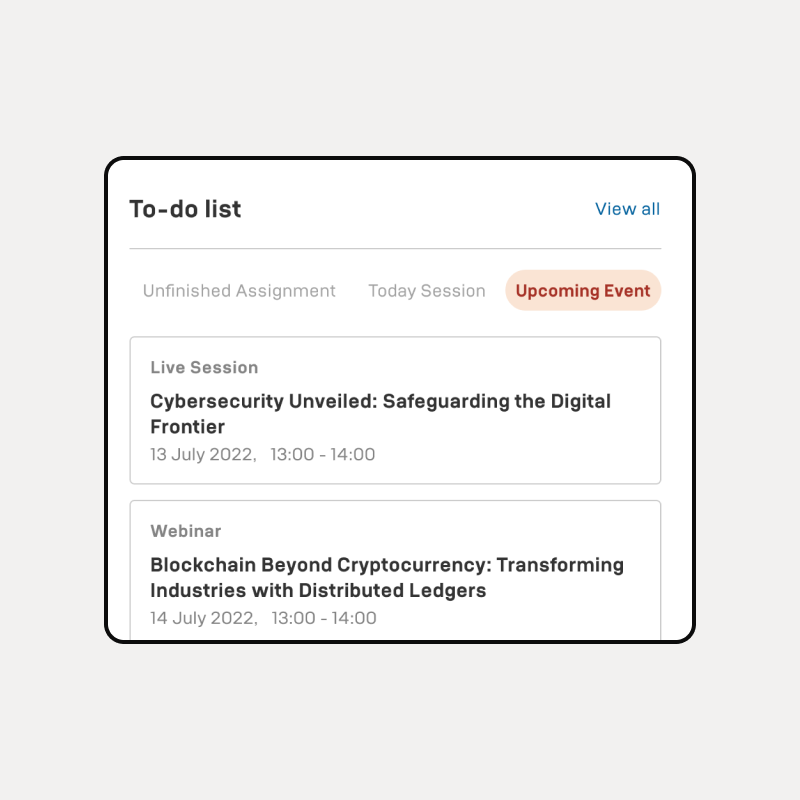 To-do list
View all
Unfinished Assignment
Today Session
Upcoming Event
Live Session
Cybersecurity Unveiled: Safeguarding the Digital
Frontier
13 July 2022, 13:00 - 14:00
Webinar
Blockchain Beyond Cryptocurrency: Transforming
Industries with Distributed Ledgers
14 July 2022, 13:00 - 14:00